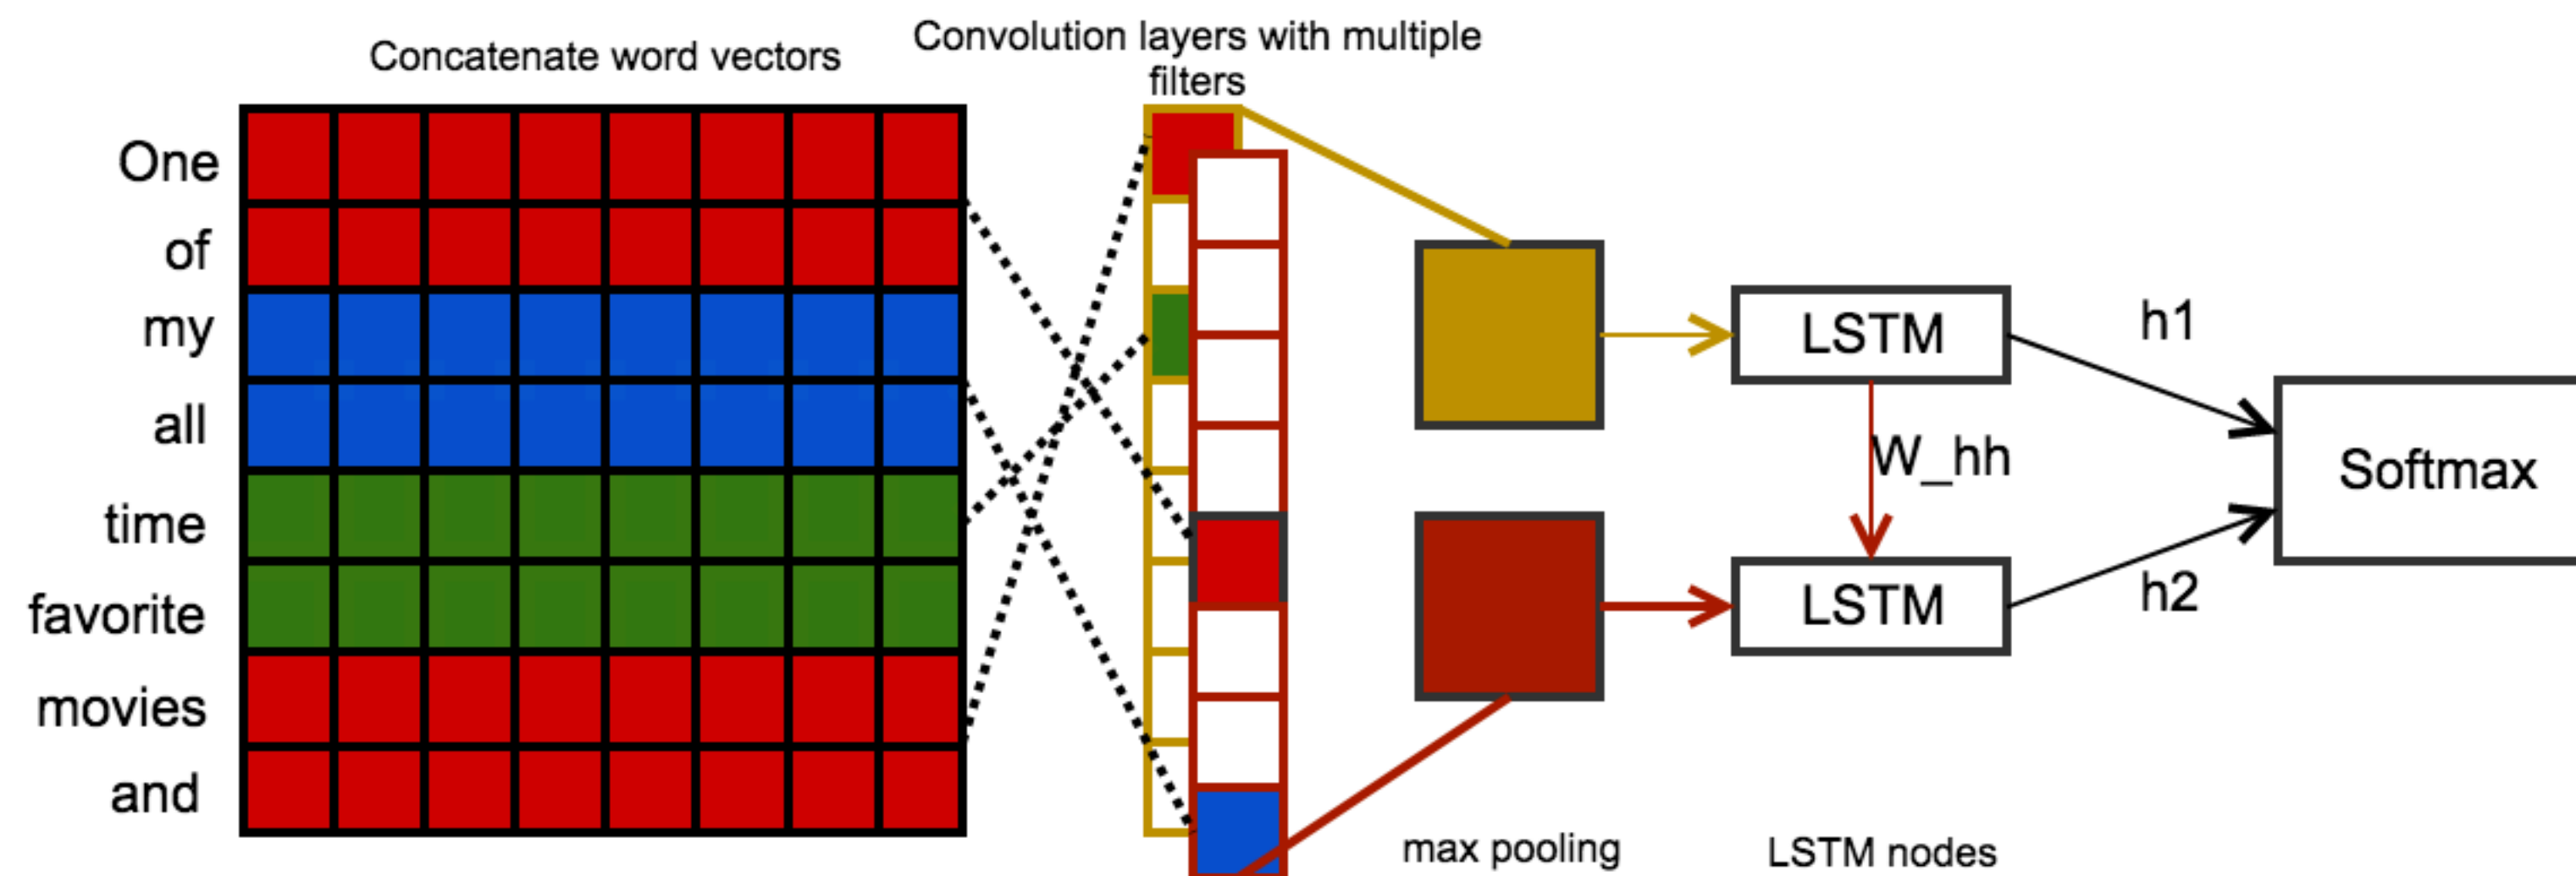 Concatenate word vectors
Convolution layers with multiple
filters
One
of
my
all
time
favorite
movies
and
LSTM
W_hh
LSTM
h1
h2
Softmax
max pooling
LSTM nodes